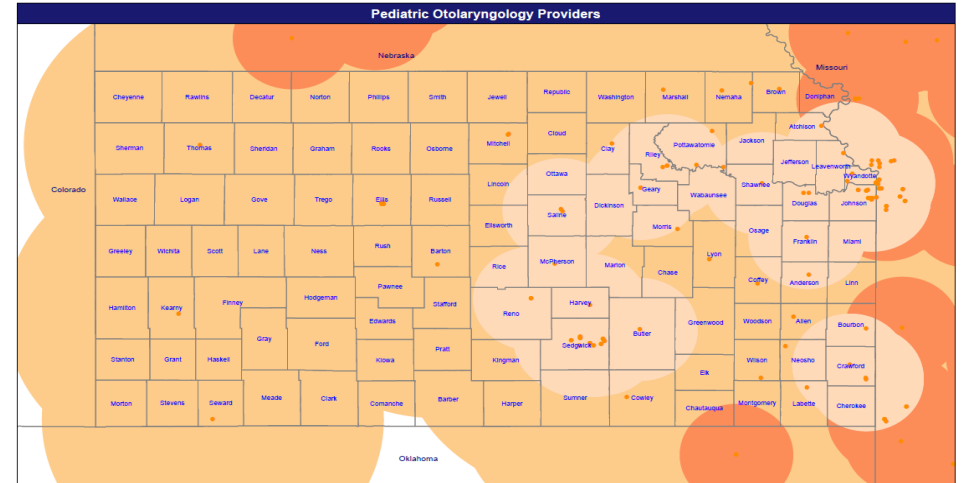 Pediatric Otolaryngology Providers
Nebraska
Missouri
Cheyenne Rawlins Decatur Norton Phillips Smith Jewell Republic Washington Marshall Nemaha Brown Doniphan
Sherman Thomas Sheridan Graham Rooks Osborne Mitchell Cloud Clay Riley Pottawatomie Jackson Atchison
Jefferson Leavenworth
Ottawa
Wyandotte
Colorado
Wallace Logan Gove Trego Ellis Russell Lincoln Saline Dickinson Geary Wabaunsee Shawnee Douglas Johnson
Ellsworth Morris Osage Franklin Miami
Greeley Wichita Scott Lane Ness Rush Barton Rice McPherson Marion Chase Lyon Coffey Anderson Linn
Hamilton Kearny Finney Hodgeman Pawnee Stafford Reno Harvey
Edwards Sedgwick Butler Greenwood Woodson Allen Bourbon
Gray Ford
Stanton Grant Haskell Kiowa Pratt Kingman Elk Wilson Neosho Crawford
Morton Stevens Seward Meade Clark Comanche Barber Harper Sumner Cowley Chautauqua Montgomery Labette Cherokee
Oklahoma